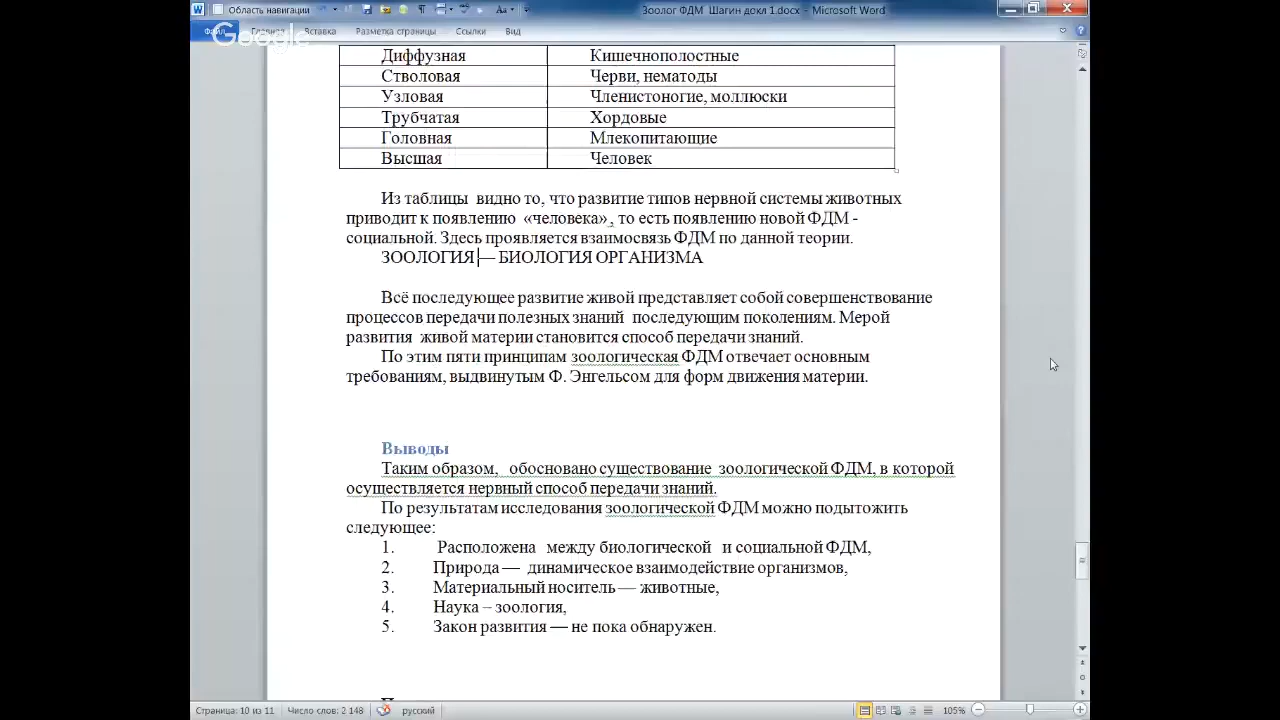 Область навигации
Зоолог ФДМ Шагин докл 1.docx - Microsoft Word
Файл Главная Вставка Разметка страницы Ссылки Вид
Google
Диффузная Кишечнополостные
Стволовая Черви, нематоды
Узловая Членистоногие, моллюски
Трубчатая Хордовые
Головная Млекопитающие
Высшая Человек
Из таблицы видно то, что развитие типов нервной системы животных
приводит к появлению «человека», то есть появлению новой ФДМ -
социальной. Здесь проявляется взаимосвязь ФДМ по данной теории.
ЗООЛОГИЯ — БИОЛОГИЯ ОРГАНИЗМА
Всё последующее развитие живой представляет собой совершенствование
процессов передачи полезных знаний последующим поколениям. Мерой
развития живой материи становится способ передачи знаний.
По этим пяти принципам зоологическая ФДМ отвечает основным
требованиям, выдвинутым Ф. Энгельсом для форм движения материи.
Выводы
Таким образом, обосновано существование зоологической ФДМ, в которой
осуществляется нервный способ передачи знаний.
По результатам исследования зоологической ФДМ можно подытожить
следующее:
1. Расположена между биологической и социальной ФДМ,
2. Природа — динамическое взаимодействие организмов,
3. Материальный носитель — животные,
4. Наука – зоология,
5. Закон развития — не пока обнаружен.
Страница: 10 из 11 Число слов: 2 148 русский 105%